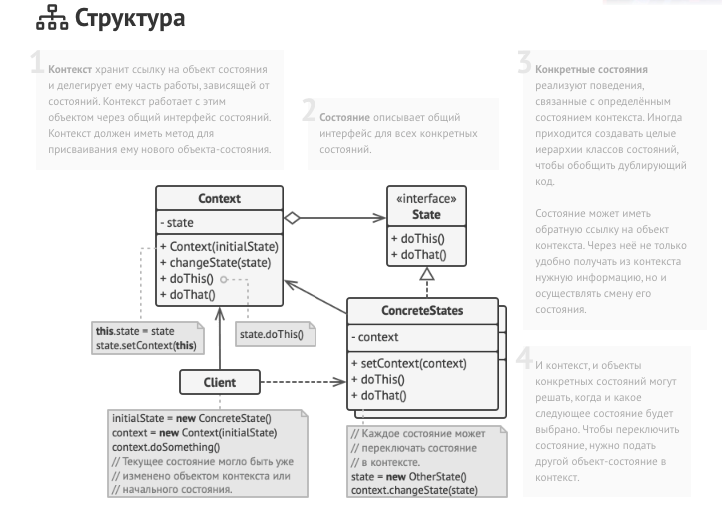 Структура
1
Контекст хранит ссылку на объект состояния
и делегирует ему часть работы, зависящей от
состояний. Контекст работает с этим
объектом через общий интерфейс состояний.
Контекст должен иметь метод для
присваивания ему нового объекта-состояния.
2
Состояние описывает общий
интерфейс для всех конкретных
состояний.
3
Конкретные состояния
реализуют поведения,
связанные с определённым
состоянием контекста. Иногда
приходится создавать целые
иерархии классов состояний,
чтобы обобщить дублирующий
код.
Состояние может иметь
обратную ссылку на объект
контекста. Через неё не только
удобно получать из контекста
нужную информацию, но и
осуществлять смену его
состояния.
Context
- state
+ Context(initialState)
+ changeState(state)
+ doThis()
+ doThat()
«interface»
State
+ doThis()
+ doThat()
this.state = state
state.setContext(this)
state.doThis()
ConcreteStates
- context
+ setContext(context)
+ doThis()
+ doThat()
Client
initialState = new ConcreteState()
context = new Context(initialState)
context.doSomething()
// Текущее состояние могло быть уже
// изменено объектом контекста или
// начального состояния.
// Каждое состояние может
// переключать состояние
// в контексте.
state = new OtherState()
context.changeState(state)
4
И контекст, и объекты
конкретных состояний могут
решать, когда и какое
следующее состояние будет
выбрано. Чтобы переключить
состояние, нужно подать
другой объект-состояние в
контекст.